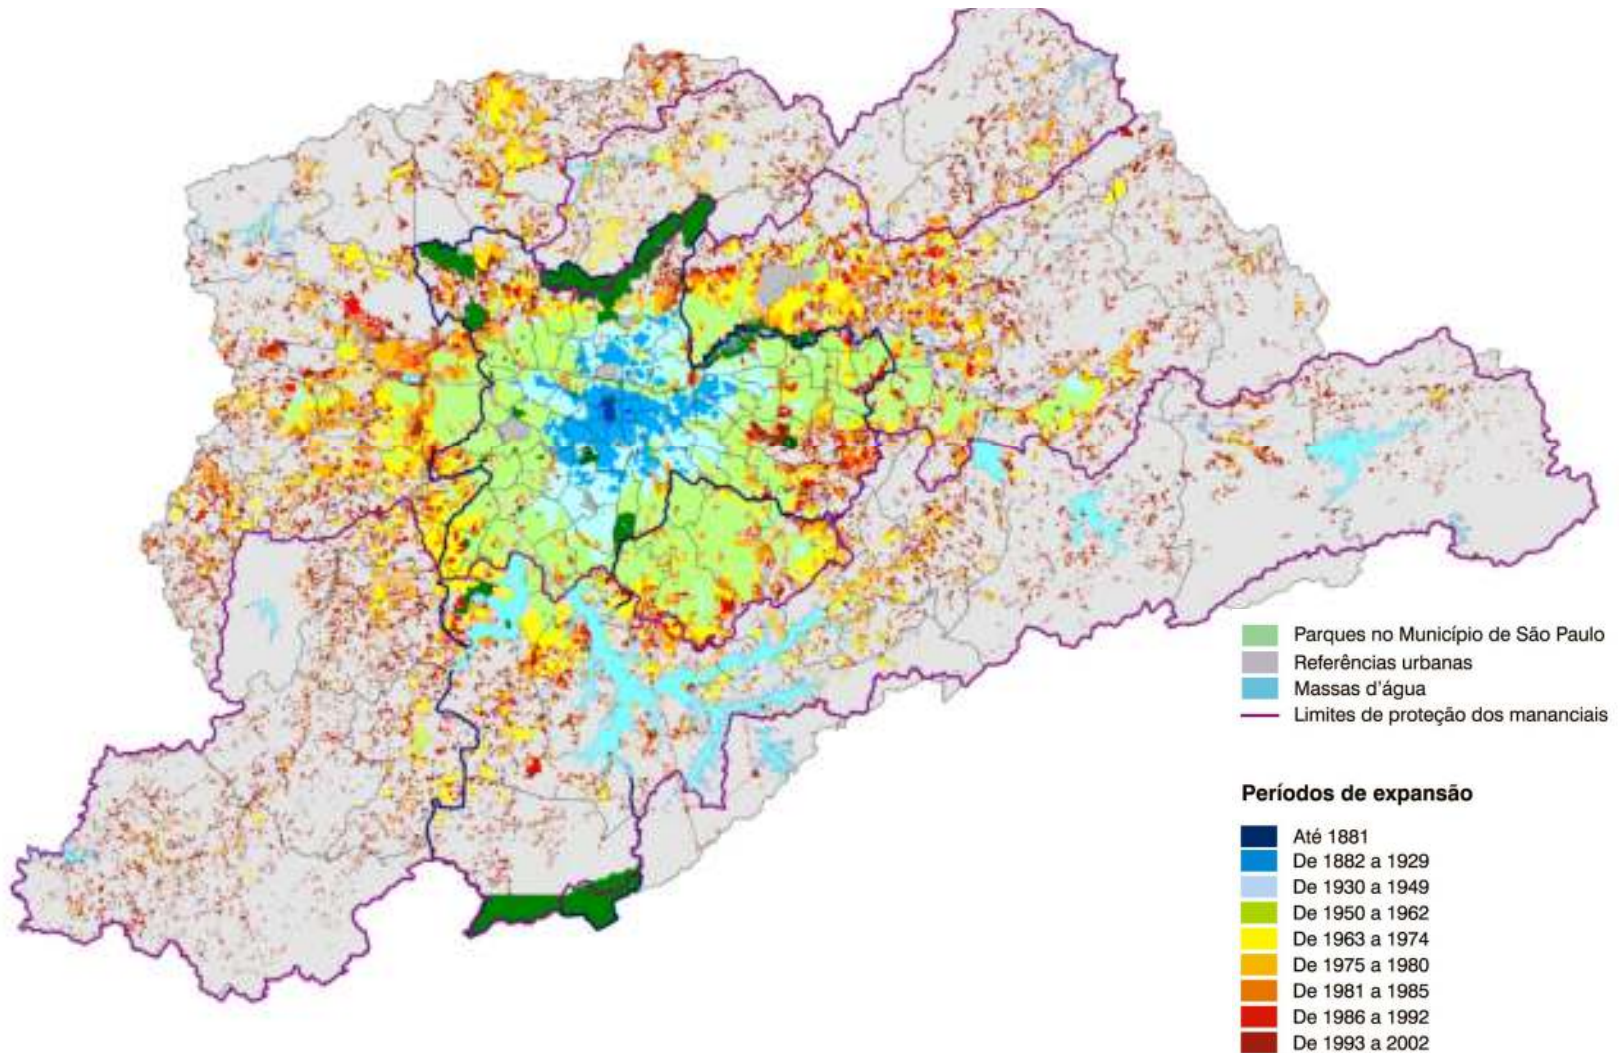 Parques no Município de São Paulo
Referências urbanas
Massas d'água
Limites de proteção dos mananciais
Períodos de expansão
Até 1881
De 1882 a 1929
De 1930 a 1949
De 1950 a 1962
De 1963 a 1974
De 1975 a 1980
De 1981 a 1985
De 1986 a 1992
De 1993 a 2002